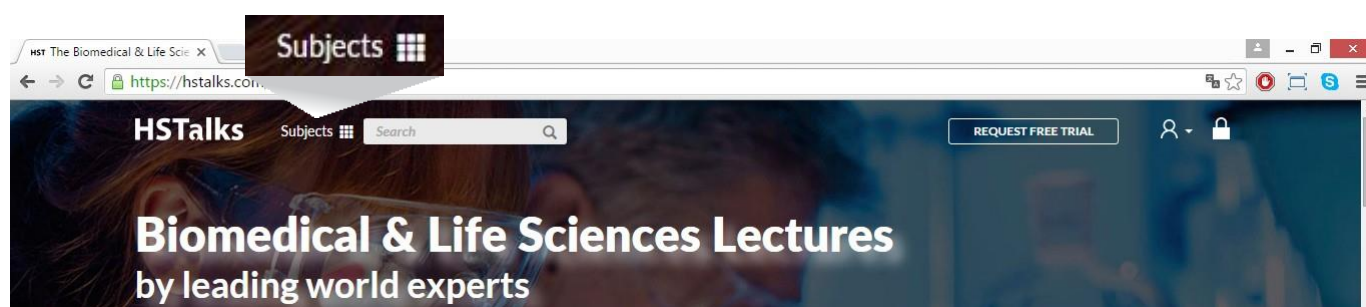 Subjects
HST The Biomedical & Life Scie
https://hstalks.com
HSTalks Subjects Search REQUEST FREE TRIAL
Biomedical & Life Sciences Lectures
by leading world experts